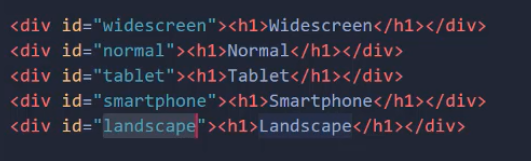 <div id="widescreen"><h1>Widescreen</h1></div>
<div id="normal"><h1>Normal</h1></div>
<div id="tablet"><h1>Tablet</h1></div>
<div id="smartphone"><h1>Smartphone</h1></div>
<div id="landscape"><h1>Landscape</h1></div>